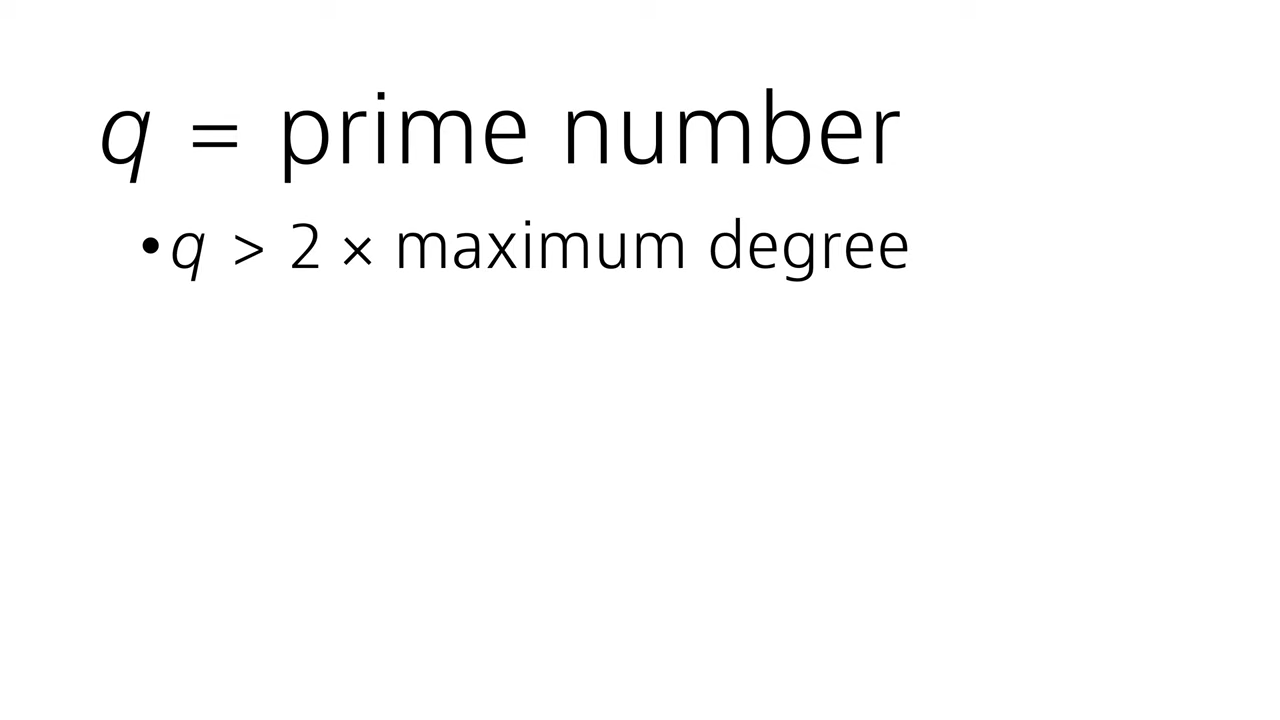 q = prime number
•q > 2 × maximum degree